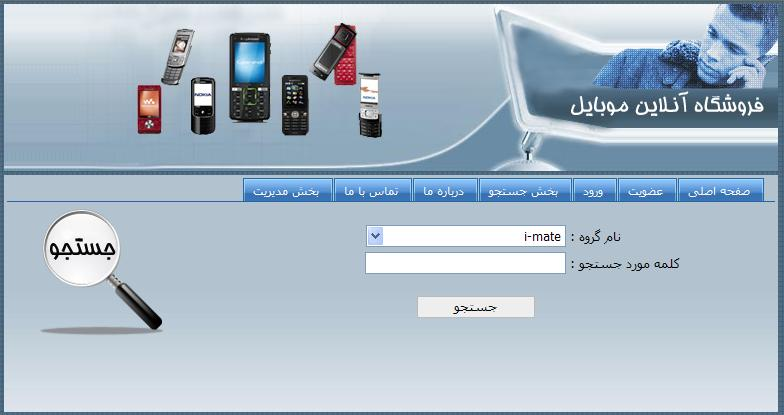 فروشگاه آنلاین موبایل
NOKIA
صفحه اصلی عضویت ورود بخش جستجو درباره ما تماس با ما بخش مدیریت
جستجو
نام گروه : i-mate
کلمه مورد جستجو :
جستجو